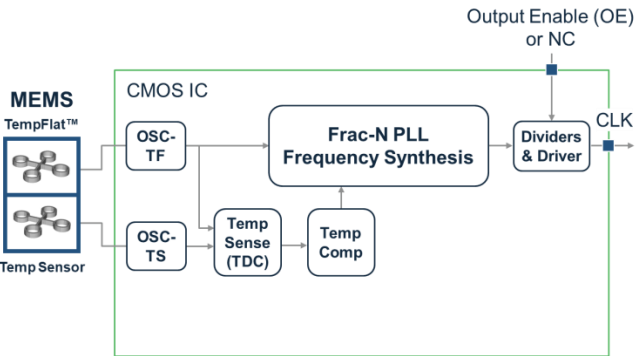 Output Enable (OE)
or NC
MEMS
TempFlat™
CMOS IC
CLK
OSC-
TF
Frac-N PLL
Frequency Synthesis
Dividers
& Driver
OSC-
TS
Temp
Sense
(TDC)
Temp
Comp
Temp Sensor